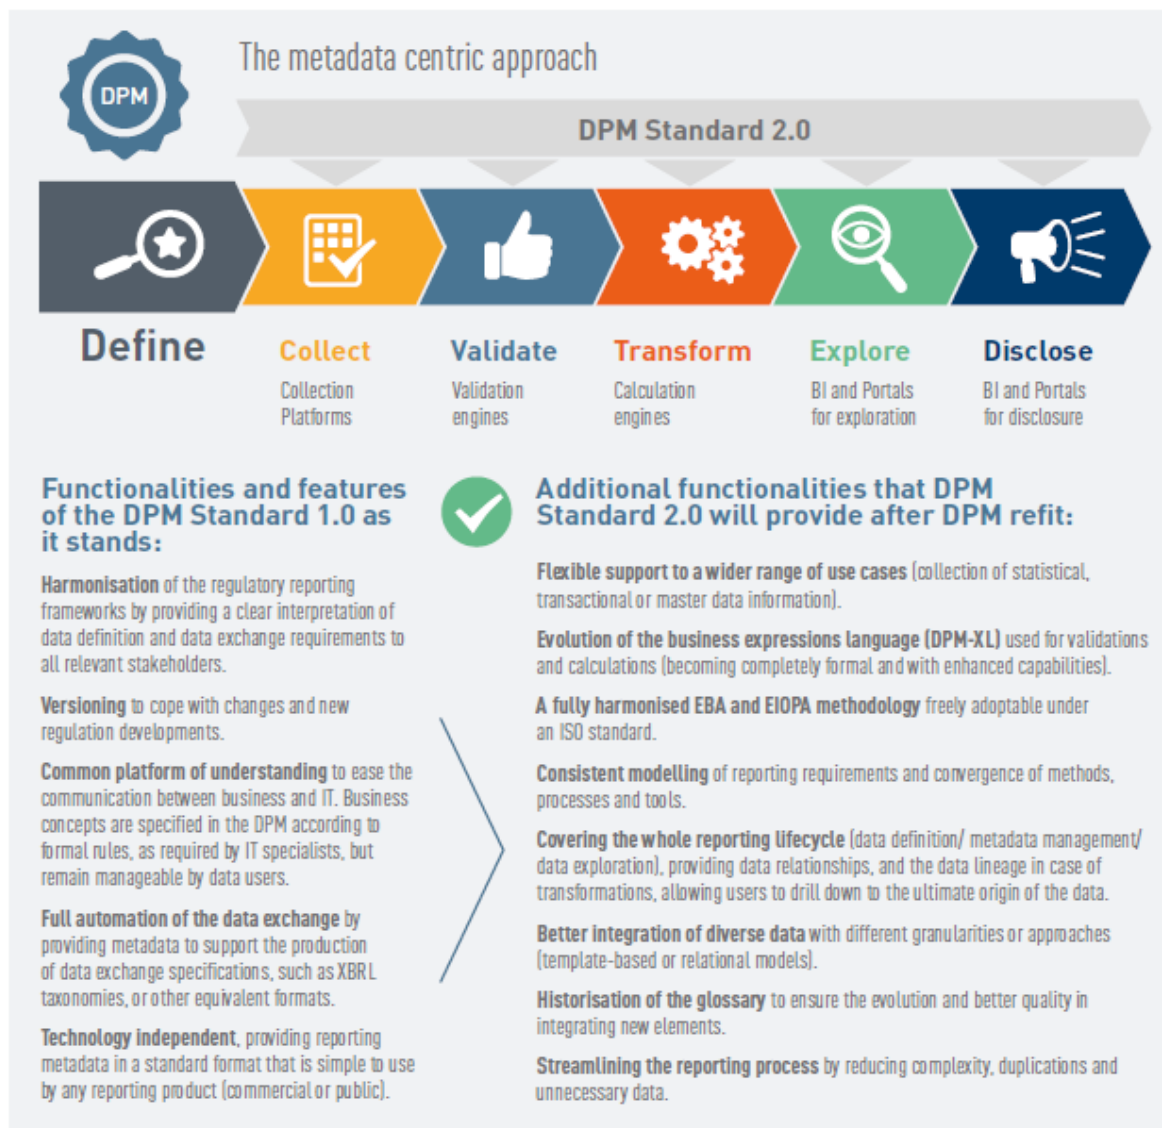 DPM
The metadata centric approach
DPM Standard 2.0
Define
Collect
Collection
Platforms
Validate
Validation
engines
Transform
Calculation
engines
Explore
BI and Portals
for exploration
Disclose
BI and Portals
for disclosure
Functionalities and features
of the DPM Standard 1.0 as
it stands:
Harmonisation of the regulatory reporting
frameworks by providing a clear interpretation of
data definition and data exchange requirements to
all relevant stakeholders.
Versioning to cope with changes and new
regulation developments.
Common platform of understanding to ease the
communication between business and IT. Business
concepts are specified in the DPM according to
formal rules, as required by IT specialists, but
remain manageable by data users.
Full automation of the data exchange by
providing metadata to support the production
of data exchange specifications, such as XBRL
taxonomies, or other equivalent formats.
Technology independent, providing reporting
metadata in a standard format that is simple to use
by any reporting product (commercial or public).
Additional functionalities that DPM
Standard 2.0 will provide after DPM refit:
Flexible support to a wider range of use cases (collection of statistical,
transactional or master data information).
Evolution of the business expressions language (DPM-XL) used for validations
and calculations (becoming completely formal and with enhanced capabilities).
A fully harmonised EBA and EIOPA methodology freely adoptable under
an ISO standard.
Consistent modelling of reporting requirements and convergence of methods,
processes and tools.
Covering the whole reporting lifecycle (data definition/ metadata management/
data exploration), providing data relationships, and the data lineage in case of
transformations, allowing users to drill down to the ultimate origin of the data.
Better integration of diverse data with different granularities or approaches
(template-based or relational models).
Historisation of the glossary to ensure the evolution and better quality in
integrating new elements.
Streamlining the reporting process by reducing complexity, duplications and
unnecessary data.